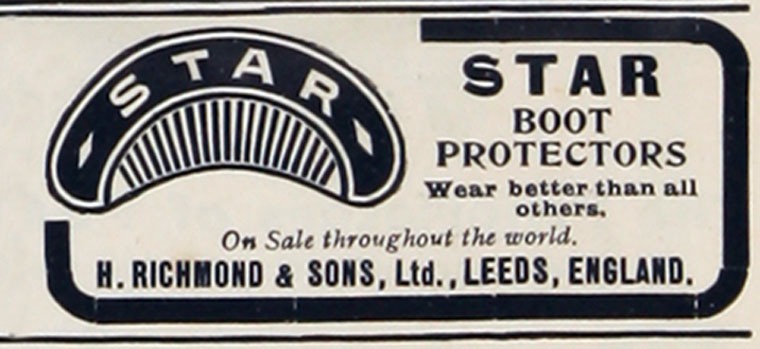 STAR
STAR
BOOT
PROTECTORS
Wear better than all
others.
On Sale throughout the world.
H. RICHMOND & SONS, Ltd., LEEDS, ENGLAND.